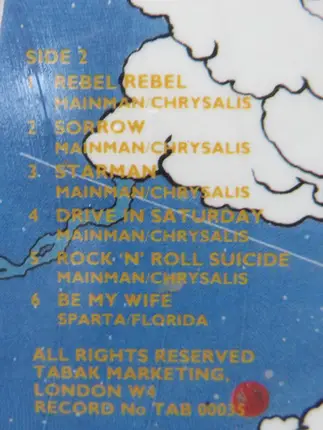 SIDE 2
1 REBEL REBEL
MAINMAN/CHRYSALIS
2 SORROW
MAINMAN/CHRYSALIS
3. STARMAN
MAINMAN/CHRYSALIS
4 DRIVE IN SATURDAY
MAINMAN/CHRYSALIS
5 ROCK 'N' ROLL SUICIDE
MAINMAN/CHRYSALIS
6 BE MY WIFE
SPARTA/FLORIDA
ALL RIGHTS RESERVED
TABAK MARKETING,
LONDON W4
RECORD No TAB 00035